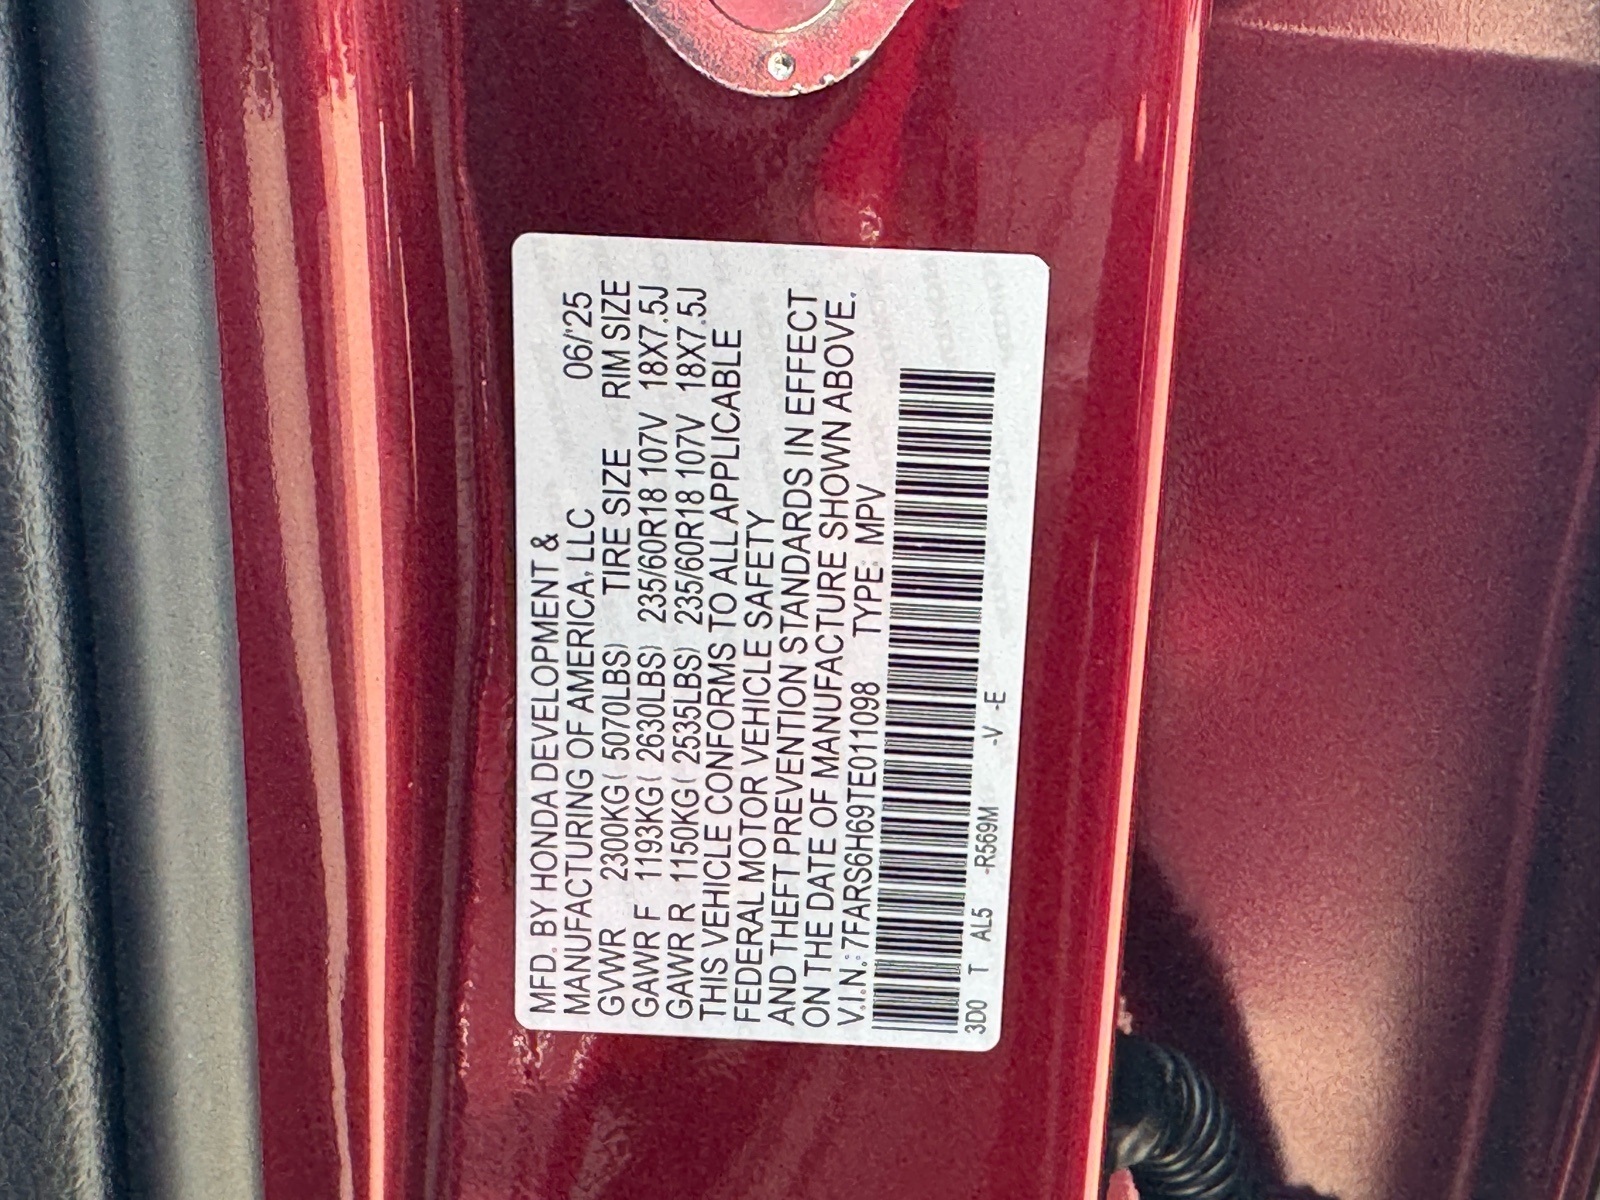 MFD. BY HONDA DEVELOPMENT &
MANUFACTURING OF AMERICA, LLC 06/'25
GVWR 2300KG( 5070LBS) TIRE SIZE RIM SIZE
GAWR F 1193KG( 2630LBS) 235/60R18 107V 18X7.5J
GAWR R 1150KG( 2535LBS) 235/60R18 107V 18X7.5J
THIS VEHICLE CONFORMS TO ALL APPLICABLE
FEDERAL MOTOR VEHICLE SAFETY
AND THEFT PREVENTION STANDARDS IN EFFECT
ON THE DATE OF MANUFACTURE SHOWN ABOVE.
V.I.N.:7FARS6H69TE011098 TYPE: MPV
3D0 T AL5 -R569M -V -E